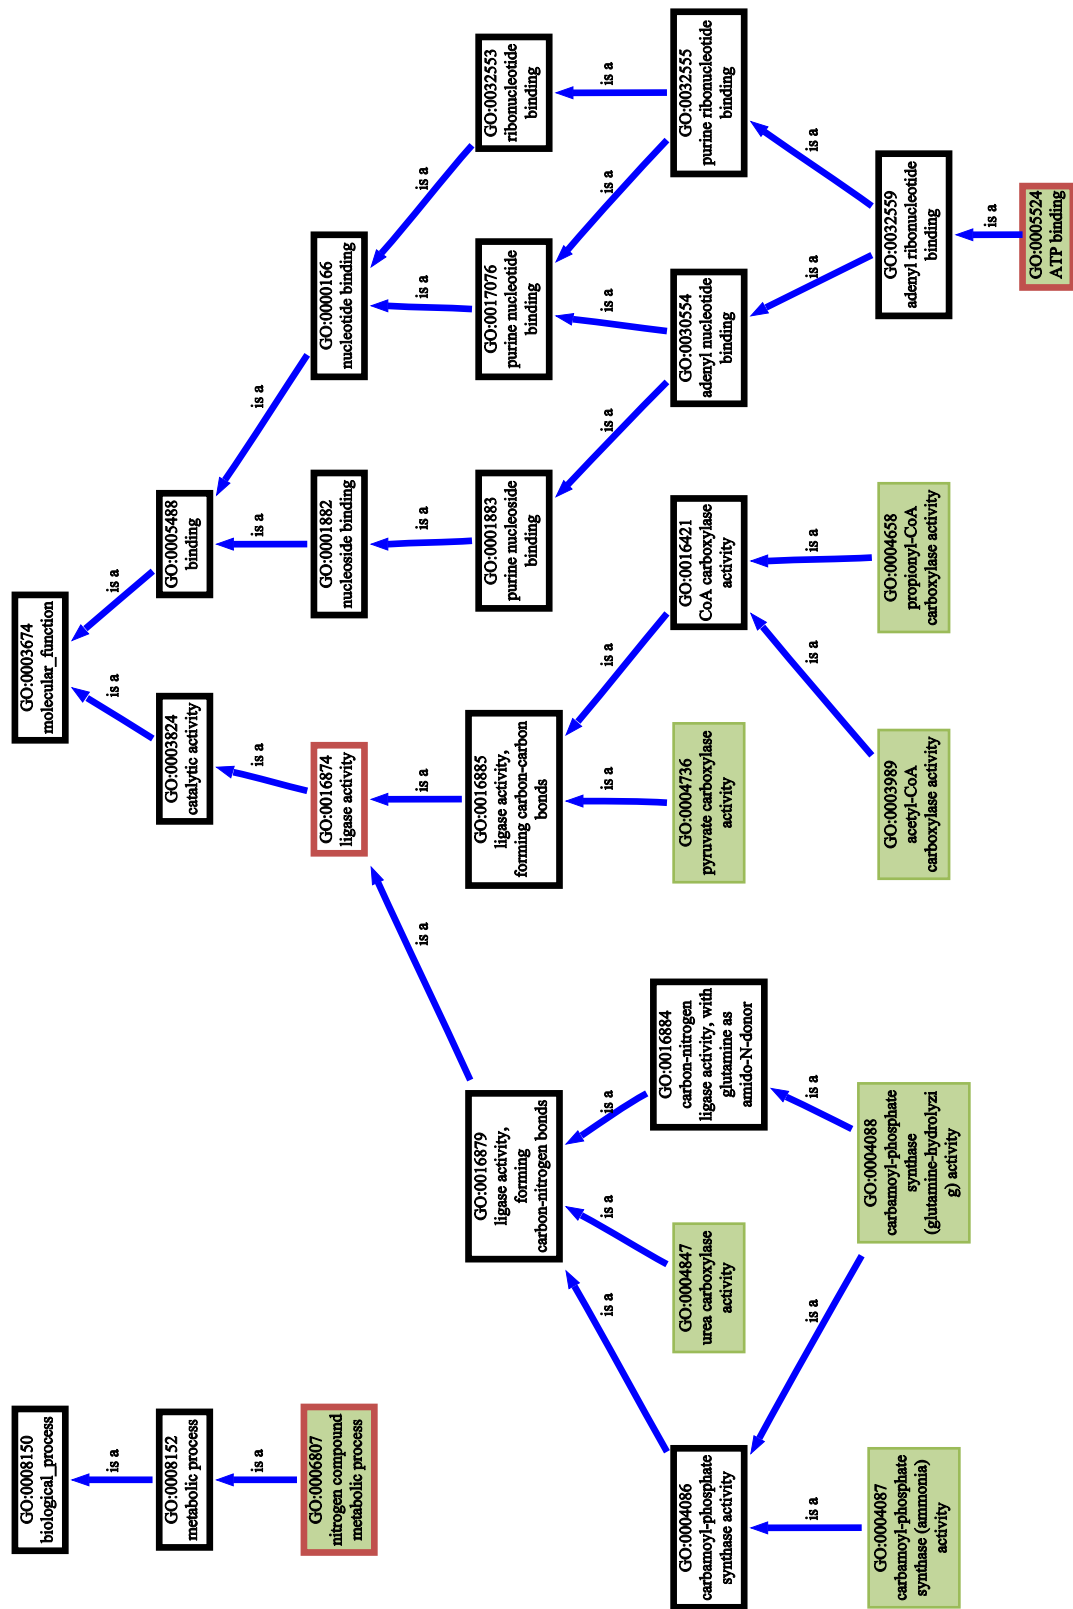 GO:0008150
biological_process
is a
GO:0008152
metabolic process
is a
GO:0006807
nitrogen compound
metabolic process
GO:0003674
molecular_function
is a
is a
GO:0003824
catalytic activity
GO:0005488
binding
is a
is a
is a
GO:0016874
ligase activity
GO:0001882
nucleoside binding
GO:0000166
nucleotide binding
is a
is a
is a
is a
is a
GO:0016879
ligase activity,
forming
carbon-nitrogen bonds
GO:0016885
ligase activity,
forming carbon-carbon
bonds
GO:0001883
purine nucleoside
binding
GO:0017076
purine nucleotide
binding
GO:0032553
ribonucleotide
binding
is a
is a
is a
is a
is a
is a
is a
is a
is a
GO:0004086
carbamoyl-phosphate
synthase activity
GO:0004847
urea carboxylase
activity
GO:0016884
carbon-nitrogen
ligase activity, with
glutamine as
amido-N-donor
GO:0004736
pyruvate carboxylase
activity
GO:0016421
CoA carboxylase
activity
GO:0030554
adenyl nucleotide
binding
GO:0032555
purine ribonucleotide
binding
is a
is a
is a
is a
is a
is a
is a
GO:0004087
carbamoyl-phosphate
synthase (ammonia)
activity
GO:0004088
carbamoyl-phosphate
synthase
(glutamine-hydrolyzi
g) activity
GO:0003989
acetyl-CoA
carboxylase activity
GO:0004658
propionyl-CoA
carboxylase activity
GO:0032559
adenyl ribonucleotide
binding
is a
GO:0005524
ATP binding